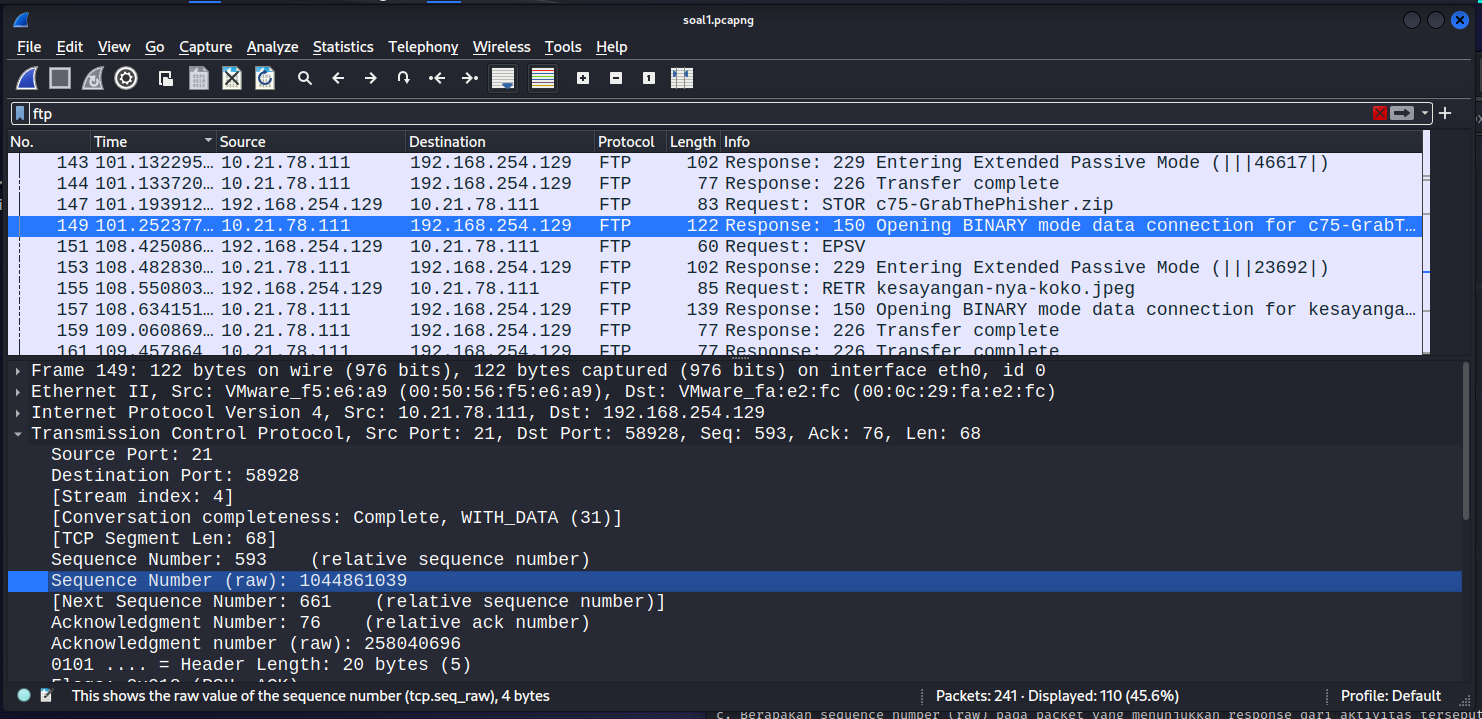 soal1.pcapng
File Edit View Go Capture Analyze Statistics Telephony Wireless Tools Help
ftp
No. Time Source Destination Protocol Length Info
143 101.132295… 10.21.78.111 192.168.254.129 FTP 102 Response: 229 Entering Extended Passive Mode (|||46617|)
144 101.133720… 10.21.78.111 192.168.254.129 FTP 77 Response: 226 Transfer complete
147 101.193912… 192.168.254.129 10.21.78.111 FTP 83 Request: STOR c75-GrabThePhisher.zip
149 101.252377… 10.21.78.111 192.168.254.129 FTP 122 Response: 150 Opening BINARY mode data connection for c75-GrabT…
151 108.425086… 192.168.254.129 10.21.78.111 FTP 60 Request: EPSV
153 108.482830… 10.21.78.111 192.168.254.129 FTP 102 Response: 229 Entering Extended Passive Mode (|||23692|)
155 108.550803… 192.168.254.129 10.21.78.111 FTP 85 Request: RETR kesayangan-nya-koko.jpeg
157 108.634151… 10.21.78.111 192.168.254.129 FTP 139 Response: 150 Opening BINARY mode data connection for kesayanga…
159 109.060869… 10.21.78.111 192.168.254.129 FTP 77 Response: 226 Transfer complete
161 109.457864 10.21.78.111 192.168.254.129 FTP 77 Response: 226 Transfer complete
Frame 149: 122 bytes on wire (976 bits), 122 bytes captured (976 bits) on interface eth0, id 0
Ethernet II, Src: VMware_f5:e6:a9 (00:50:56:f5:e6:a9), Dst: VMware_fa:e2:fc (00:0c:29:fa:e2:fc)
Internet Protocol Version 4, Src: 10.21.78.111, Dst: 192.168.254.129
Transmission Control Protocol, Src Port: 21, Dst Port: 58928, Seq: 593, Ack: 76, Len: 68
Source Port: 21
Destination Port: 58928
[Stream index: 4]
[Conversation completeness: Complete, WITH_DATA (31)]
[TCP Segment Len: 68]
Sequence Number: 593 (relative sequence number)
Sequence Number (raw): 1044861039
[Next Sequence Number: 661 (relative sequence number)]
Acknowledgment Number: 76 (relative ack number)
Acknowledgment number (raw): 258040696
0101 .... = Header Length: 20 bytes (5)
This shows the raw value of the sequence number (tcp.seq_raw), 4 bytes
Packets: 241 · Displayed: 110 (45.6%)
Profile: Default
c. Berapakan sequence number (raw) pada packet yang menunjukkan response dari aktivitas tersebut